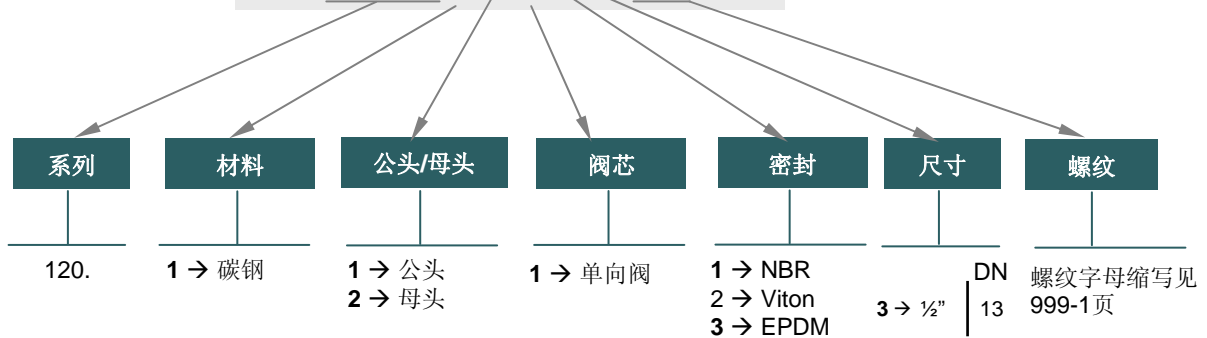 系列 材料 公头/母头 阀芯 密封 尺寸 螺纹
120.
1 → 碳钢
1 → 公头
2 → 母头
1 → 单向阀
1 → NBR
2 → Viton
3 → EPDM
DN
3 → ½” 13
螺纹字母缩写见
999-1页